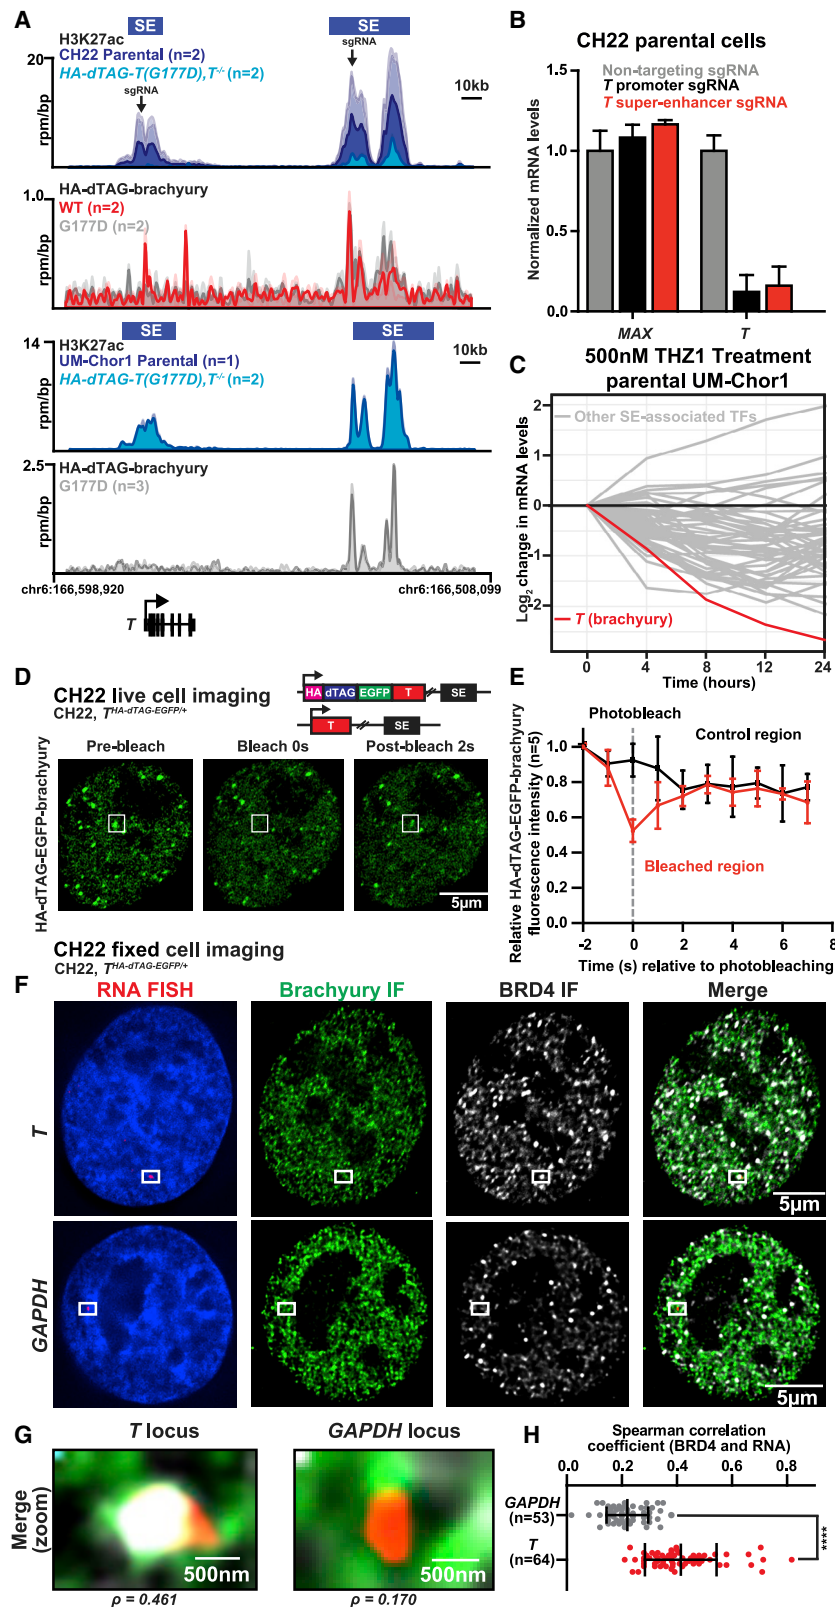 A
SE
SE
H3K27ac
CH22 Parental (n=2)
HA-dTAG-T(G177D),T-/- (n=2)
sgRNA
sgRNA
10kb
20
0
rpm/bp
HA-dTAG-brachyury
WT (n=2)
G177D (n=2)
1.0
0
rpm/bp
SE
SE
H3K27ac
UM-Chor1 Parental (n=1)
HA-dTAG-T(G177D),T-/- (n=2)
10kb
14
0
rpm/bp
HA-dTAG-brachyury
G177D (n=3)
2.5
0
rpm/bp
chr6:166,598,920
chr6:166,508,099
T
B
CH22 parental cells
Non-targeting sgRNA
T promoter sgRNA
T super-enhancer sgRNA
Normalized mRNA levels
1.5
1.0
0.5
0.0
MAX
T
C
500nM THZ1 Treatment
parental UM-Chor1
Other SE-associated TFs
T (brachyury)
Log2 change in mRNA levels
2
1
0
-1
-2
0
4
8
12
24
Time (hours)
D
CH22 live cell imaging
CH22, THA-dTAG-EGFP/+
HA dTAG EGFP T SE
T SE
Pre-bleach
Bleach 0s
Post-bleach 2s
HA-dTAG-EGFP-brachyury
5μm
E
Photobleach
Control region
Bleached region
Relative HA-dTAG-EGFP-brachyury
fluorescence intensity (n=5)
1.0
0.8
0.6
0.4
0.2
0.0
-2
0
2
4
6
8
Time (s) relative to photobleaching
CH22 fixed cell imaging
CH22, THA-dTAG-EGFP/+
F
RNA FISH
Brachyury IF
BRD4 IF
Merge
T
5μm
GAPDH
5μm
G
T locus
GAPDH locus
Merge
(zoom)
500nm
500nm
ρ = 0.461
ρ = 0.170
H
Spearman correlation
coefficient (BRD4 and RNA)
0.0
0.2
0.4
0.6
0.8
GAPDH
(n=53)
T
(n=64)
****